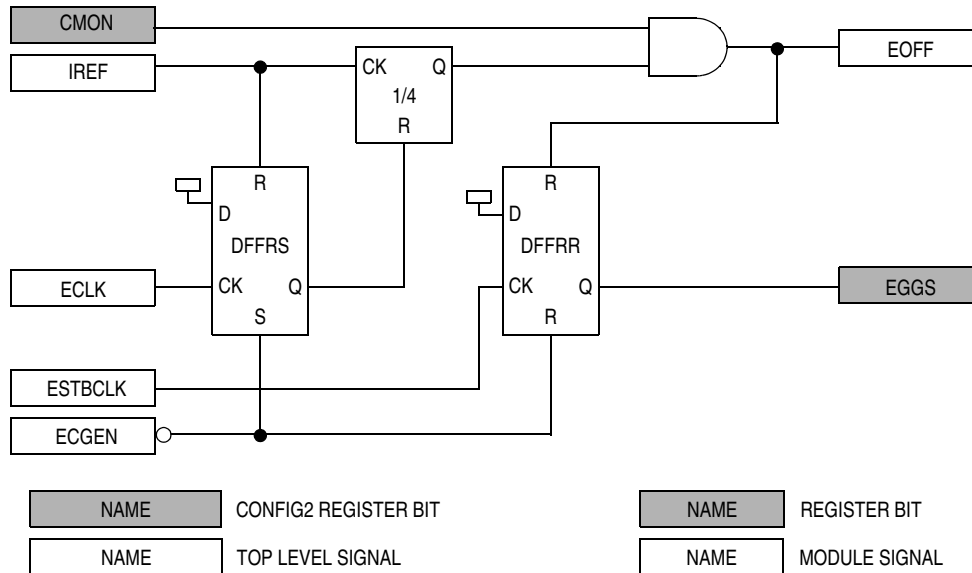 CMON
IREF
CK Q
1/4
R
EOFF
R
D
DFFRS
CK Q
S
R
D
DFFRR
CK Q
R
ECLK
EGGS
ESTBCLK
ECGEN
NAME CONFIG2 REGISTER BIT
NAME REGISTER BIT
NAME TOP LEVEL SIGNAL
NAME MODULE SIGNAL